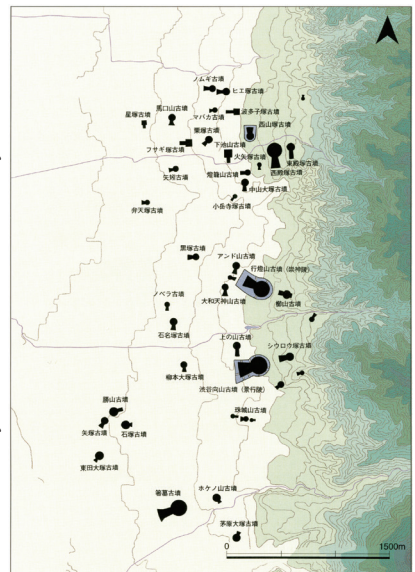 ノムギ古墳
ヒエ塚古墳
馬口山古墳
波多子塚古墳
マバカ古墳
星塚古墳
西山塚古墳
栗塚古墳
フサギ塚古墳
下池山古墳
東殿塚古墳
火矢塚古墳
西殿塚古墳
矢矧古墳
燈籠山古墳
中山大塚古墳
弁天塚古墳
小岳寺塚古墳
黒塚古墳
アンド山古墳
行燈山古墳(崇神陵)
ノベラ古墳
大和天神山古墳
櫛山古墳
石名塚古墳
上の山古墳
シウロウ塚古墳
柳本大塚古墳
渋谷向山古墳(景行陵)
勝山古墳
珠城山古墳
矢塚古墳
石塚古墳
東田大塚古墳
箸墓古墳
ホケノ山古墳
茅原大塚古墳
0
1500m